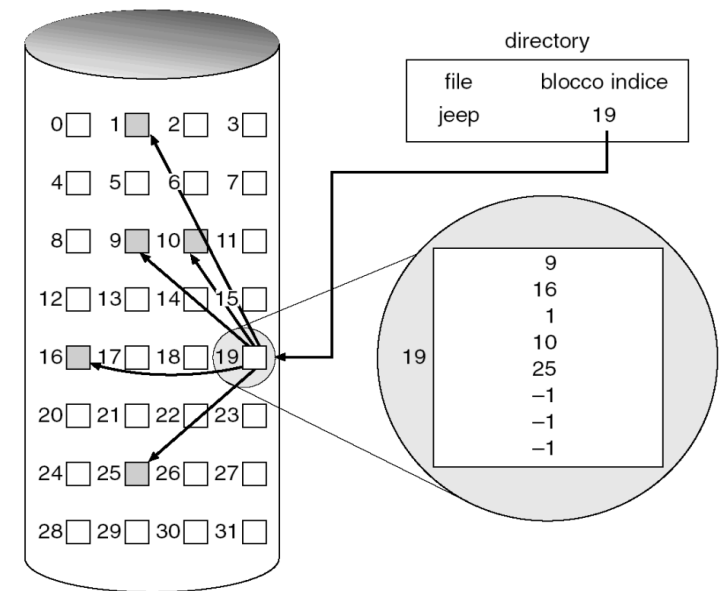 directory
file blocco indice
jeep 19
0 1 2 3
4 5 6 7
8 9 10 11
12 13 14 15
16 17 18 19
20 21 22 23
24 25 26 27
28 29 30 31
19
9
16
1
10
25
–1
–1
–1